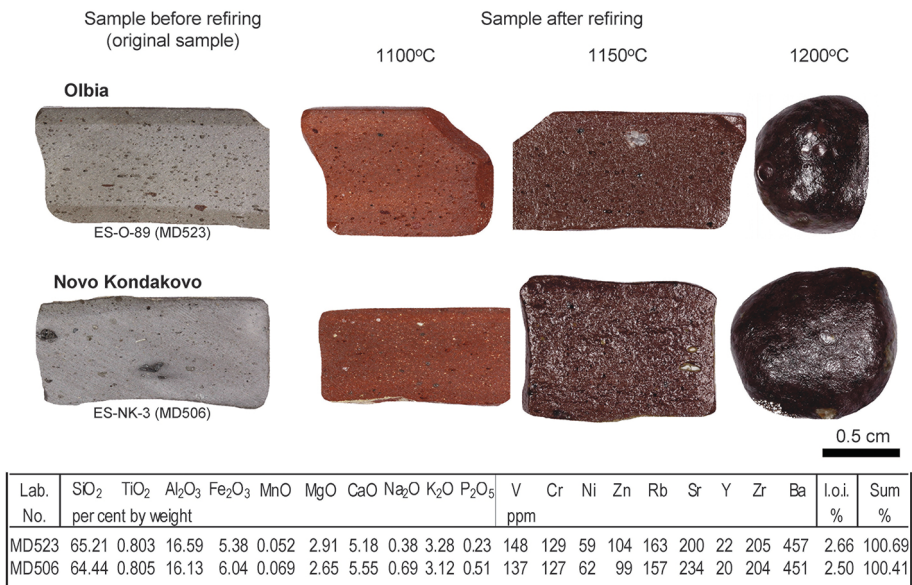 Sample before refiring
(original sample)
Sample after refiring
1100°C
1150°C
1200°C
Olbia
ES-O-89 (MD523)
Novo Kondakovo
ES-NK-3 (MD506)
0.5 cm
Lab. SiO₂ TiO₂ Al₂O₃ Fe₂O₃ MnO MgO CaO Na₂O K₂O P₂O₅ V Cr Ni Zn Rb Sr Y Zr Ba l.o.i. Sum
No. per cent by weight ppm % %
MD523 65.21 0.803 16.59 5.38 0.052 2.91 5.18 0.38 3.28 0.23 148 129 59 104 163 200 22 205 457 2.66 100.69
MD506 64.44 0.805 16.13 6.04 0.069 2.65 5.55 0.69 3.12 0.51 137 127 62 99 157 234 20 204 451 2.50 100.41